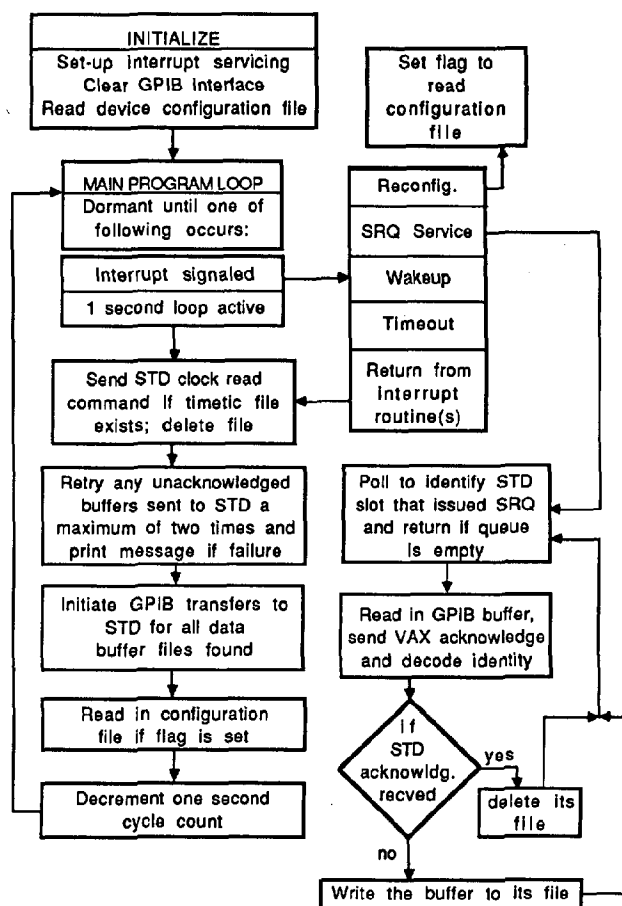 INITIALIZE
Set-up interrupt servicing
Clear GPIB Interface
Read device configuration file
Set flag to
read
configuration
file
MAIN PROGRAM LOOP
Dormant until one of
following occurs:
Interrupt signaled
1 second loop active
Reconfig.
SRQ Service
Wakeup
Timeout
Return from
interrupt
routine(s)
Send STD clock read
command if timetic file
exists; delete file
Retry any unacknowledged
buffers sent to STD a
maximum of two times and
print message if failure
Initiate GPIB transfers to
STD for all data
buffer files found
Read in configuration
file if flag is set
Decrement one second
cycle count
Poll to identify STD
slot that issued SRQ
and return if queue
is empty
Read in GPIB buffer,
send VAX acknowledge
and decode identity
If
STD
acknowldg.
recved
yes
delete its
file
no
Write the buffer to its file